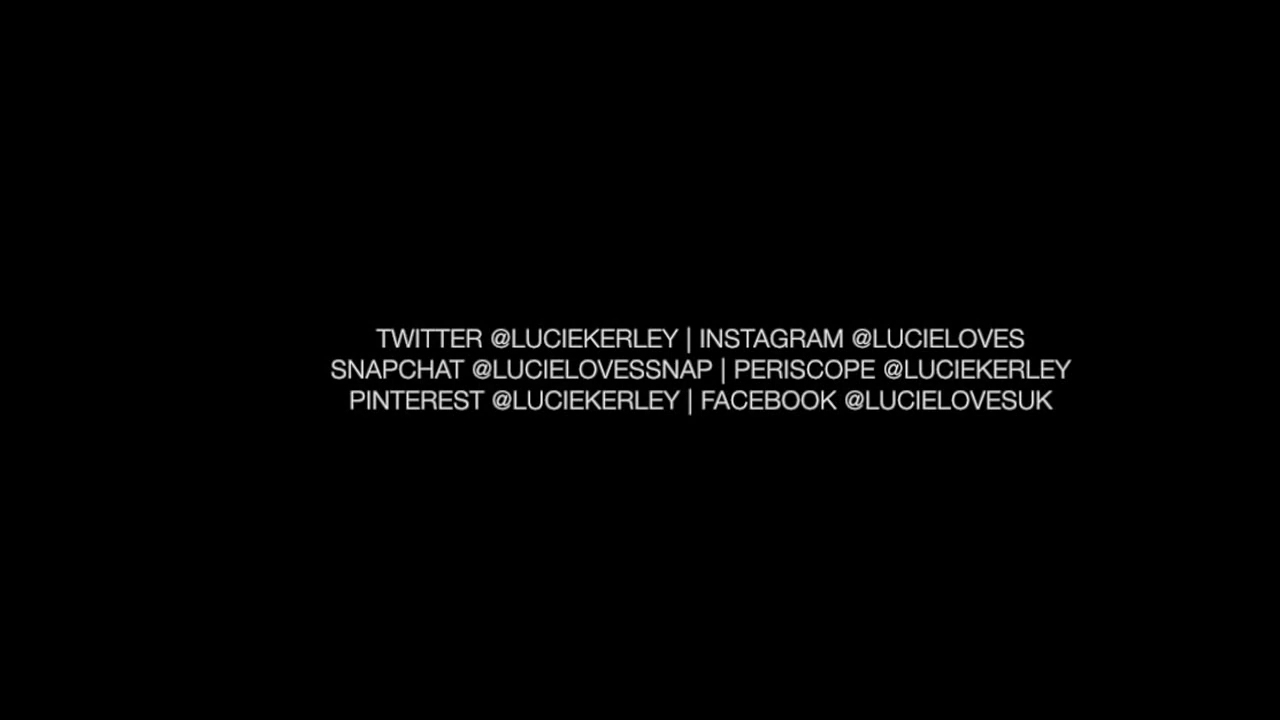 TWITTER @LUCIEKERLEY | INSTAGRAM @LUCIELOVES
SNAPCHAT @LUCIELOVESSNAP | PERISCOPE @LUCIEKERLEY
PINTEREST @LUCIEKERLEY | FACEBOOK @LUCIELOVESUK